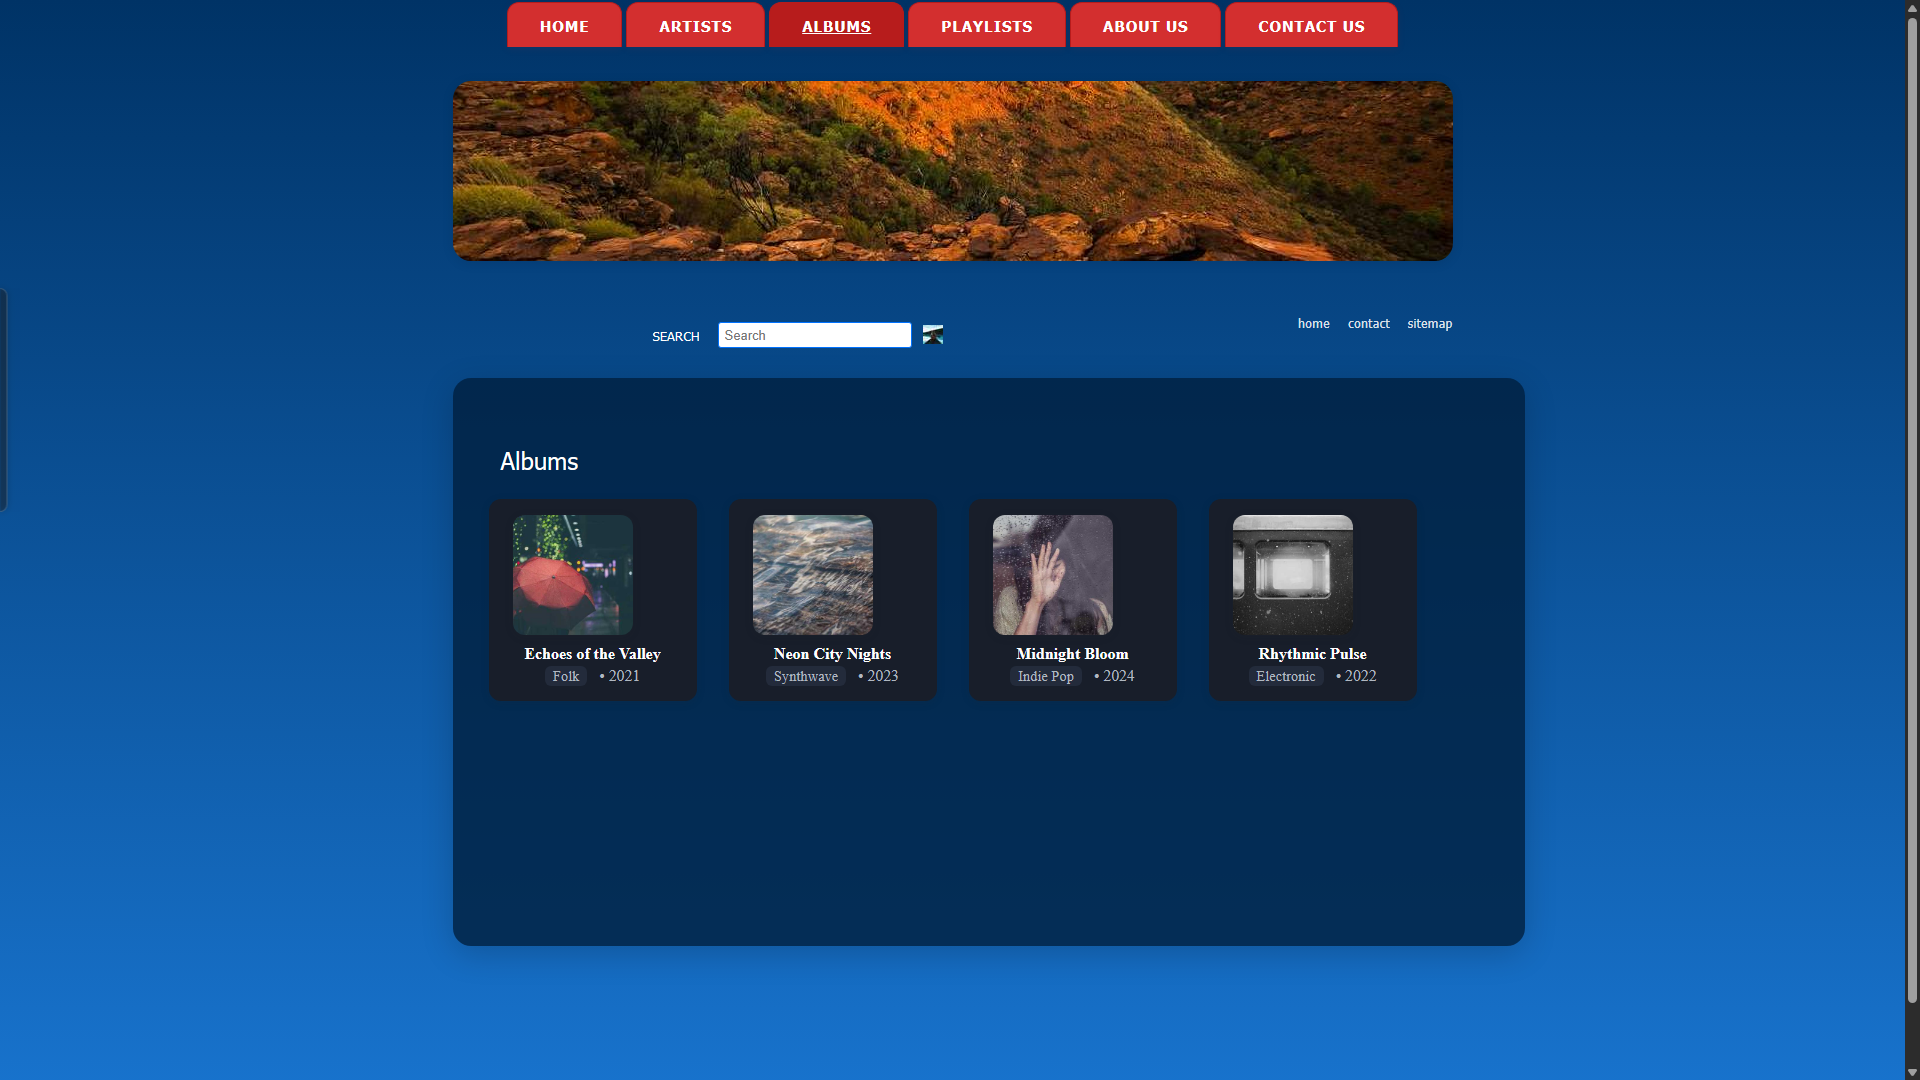 HOME ARTISTS ALBUMS PLAYLISTS ABOUT US CONTACT US
SEARCH Search
home contact sitemap
Albums
Echoes of the Valley
Folk • 2021
Neon City Nights
Synthwave • 2023
Midnight Bloom
Indie Pop • 2024
Rhythmic Pulse
Electronic • 2022